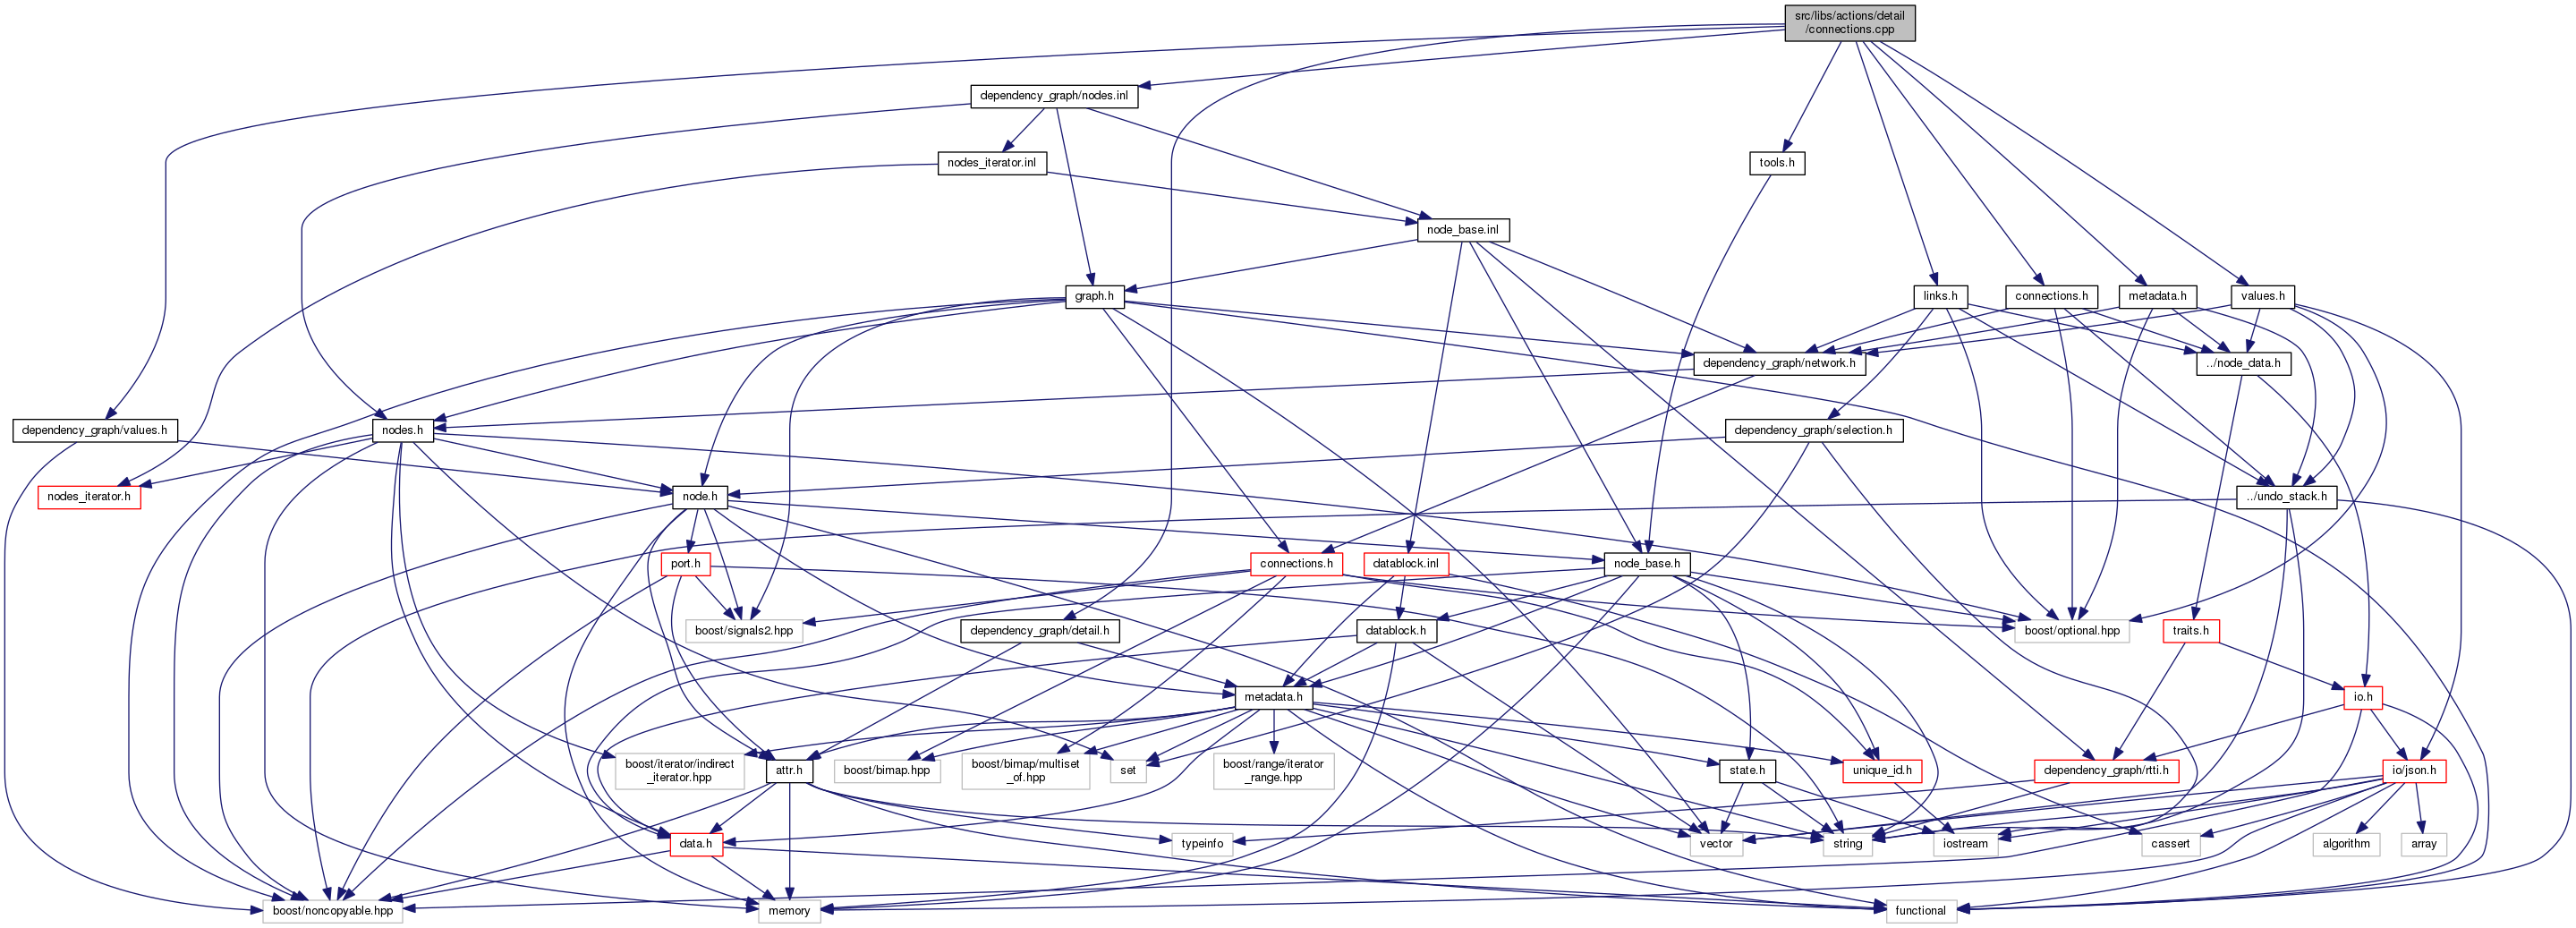 src/libs/actions/detail
/connections.cpp
dependency_graph/nodes.inl
nodes_iterator.inl
tools.h
node_base.inl
graph.h
links.h
connections.h
metadata.h
values.h
dependency_graph/network.h
../node_data.h
dependency_graph/values.h
nodes.h
dependency_graph/selection.h
nodes_iterator.h
node.h
../undo_stack.h
port.h
connections.h
databIock.inl
node_base.h
boost/signals2.hpp
dependency_graph/detail.h
datablock.h
boost/optional.hpp
traits.h
metadata.h
io.h
boost/iterator/indirect
_iterator.hpp
attr.h
boost/bimap.hpp
boost/bimap/multiset
_of.hpp
set
boost/range/iterator
_range.hpp
state.h
unique_id.h
dependency_graph/rtti.h
io/json.h
data.h
typeinfo
vector
string
iostream
cassert
algorithm
array
boost/noncopyable.hpp
memory
functional